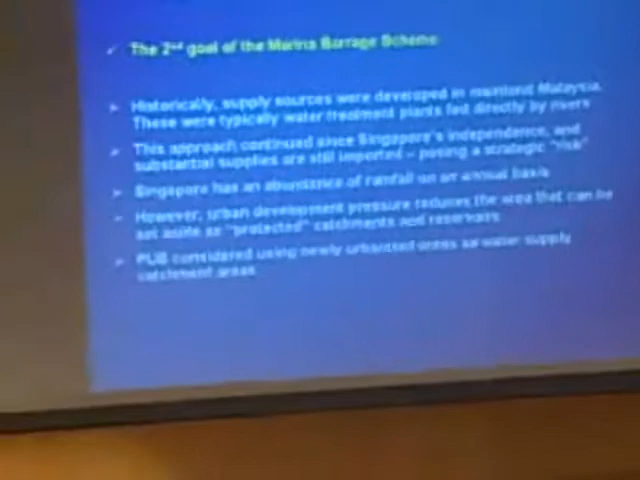 The 2nd goal of the Marina Barrage Scheme
Historically, supply sources were developed in mainland Malaysia.
These were typically water treatment plants fed directly by rivers
This approach continued since Singapore's independence, and
substantial supplies are still imported – posing a strategic "risk"
Singapore has an abundance of rainfall on an annual basis
However, urban development pressure reduces the area that can be
set aside as "protected" catchments and reservoirs
PUB considered using newly urbanised areas as water supply
catchment areas